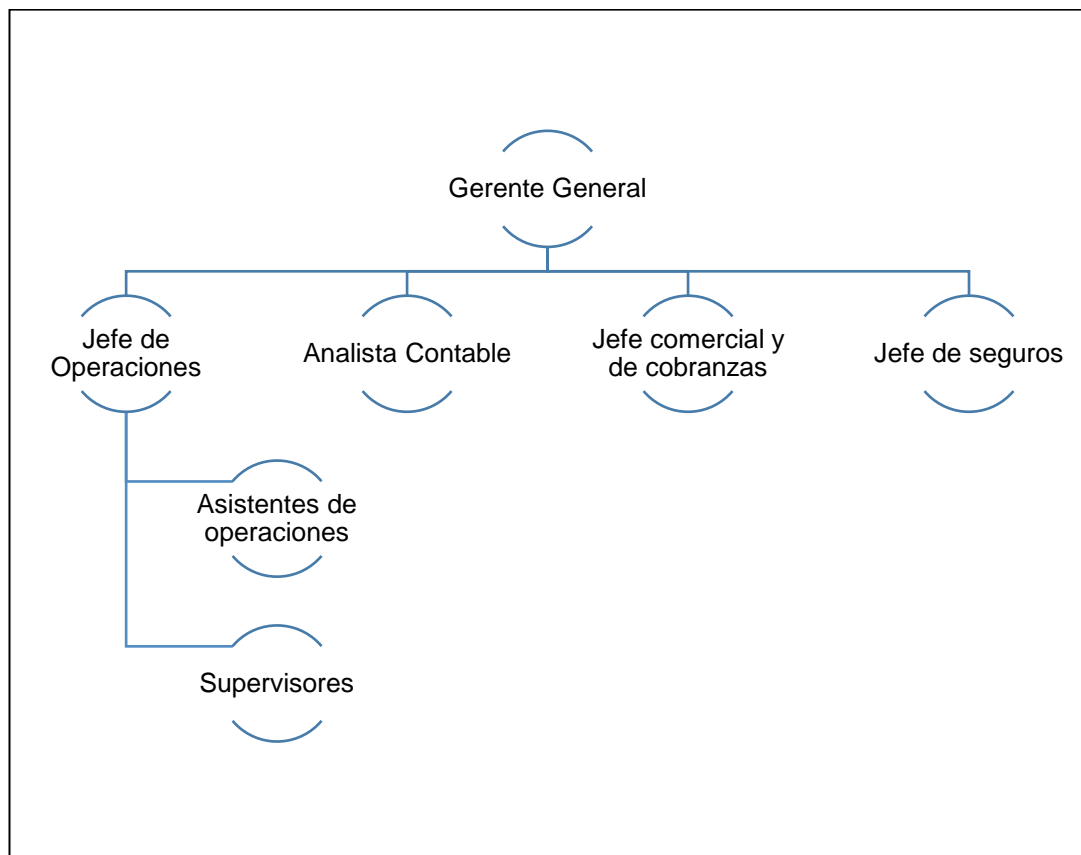 Gerente General
Jefe de
Operaciones
Analista Contable
Jefe comercial y
de cobranzas
Jefe de seguros
Asistentes de
operaciones
Supervisores